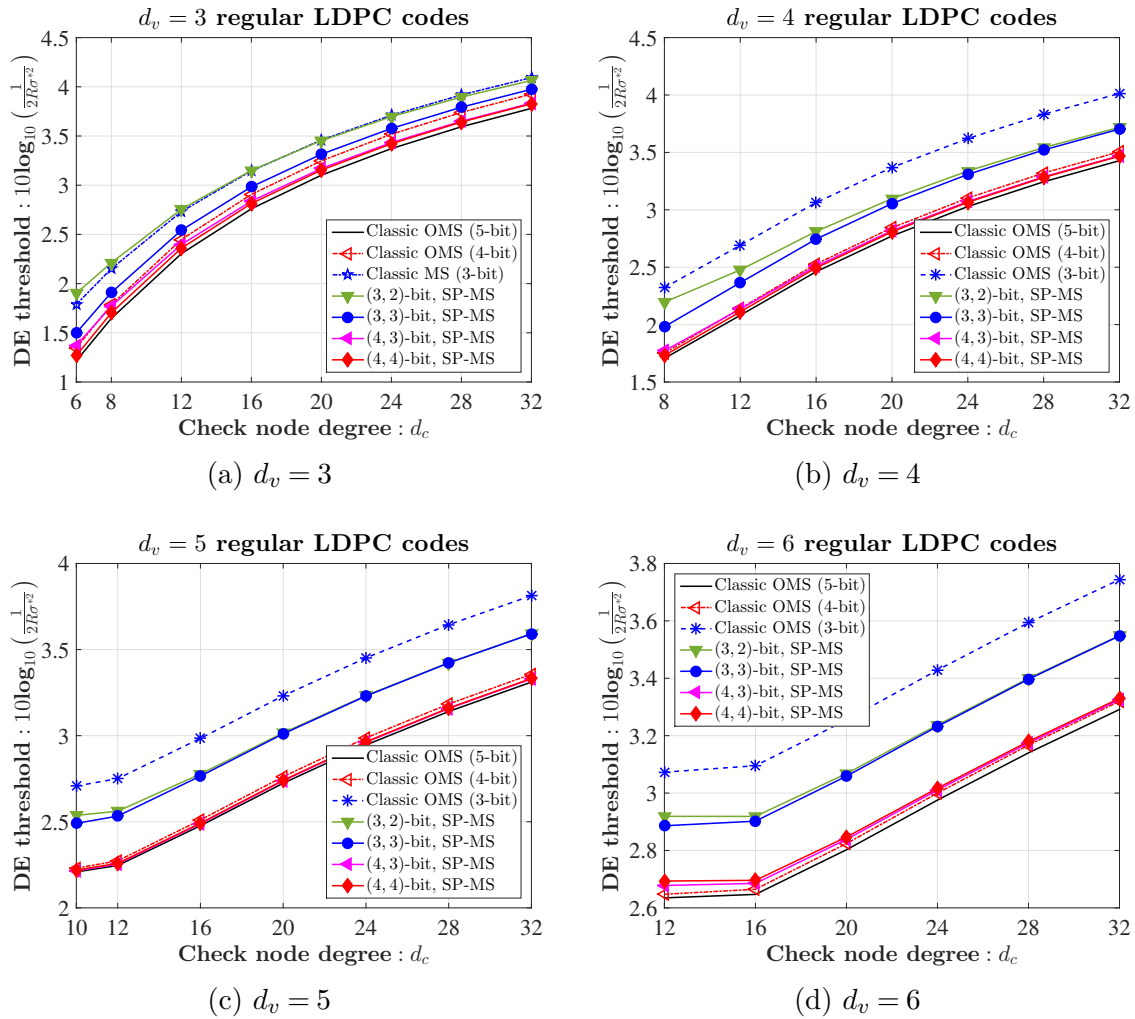 d_v = 3 regular LDPC codes
DE threshold : 10log_10 (1/(2Rσ*²))
4.5
4
3.5
3
2.5
2
1.5
1
6 8 12 16 20 24 28 32
Check node degree : d_c
Classic OMS (5-bit)
Classic OMS (4-bit)
Classic MS (3-bit)
(3, 2)-bit, SP-MS
(3, 3)-bit, SP-MS
(4, 3)-bit, SP-MS
(4, 4)-bit, SP-MS
(a) d_v = 3
d_v = 4 regular LDPC codes
DE threshold : 10log_10 (1/(2Rσ*²))
4.5
4
3.5
3
2.5
2
1.5
8 12 16 20 24 28 32
Check node degree : d_c
Classic OMS (5-bit)
Classic OMS (4-bit)
Classic OMS (3-bit)
(3, 2)-bit, SP-MS
(3, 3)-bit, SP-MS
(4, 3)-bit, SP-MS
(4, 4)-bit, SP-MS
(b) d_v = 4
d_v = 5 regular LDPC codes
DE threshold : 10log_10 (1/(2Rσ*²))
4
3.5
3
2.5
2
10 12 16 20 24 28 32
Check node degree : d_c
Classic OMS (5-bit)
Classic OMS (4-bit)
Classic OMS (3-bit)
(3, 2)-bit, SP-MS
(3, 3)-bit, SP-MS
(4, 3)-bit, SP-MS
(4, 4)-bit, SP-MS
(c) d_v = 5
d_v = 6 regular LDPC codes
DE threshold : 10log_10 (1/(2Rσ*²))
3.8
3.6
3.4
3.2
3
2.8
2.6
12 16 20 24 28 32
Check node degree : d_c
Classic OMS (5-bit)
Classic OMS (4-bit)
Classic OMS (3-bit)
(3, 2)-bit, SP-MS
(3, 3)-bit, SP-MS
(4, 3)-bit, SP-MS
(4, 4)-bit, SP-MS
(d) d_v = 6